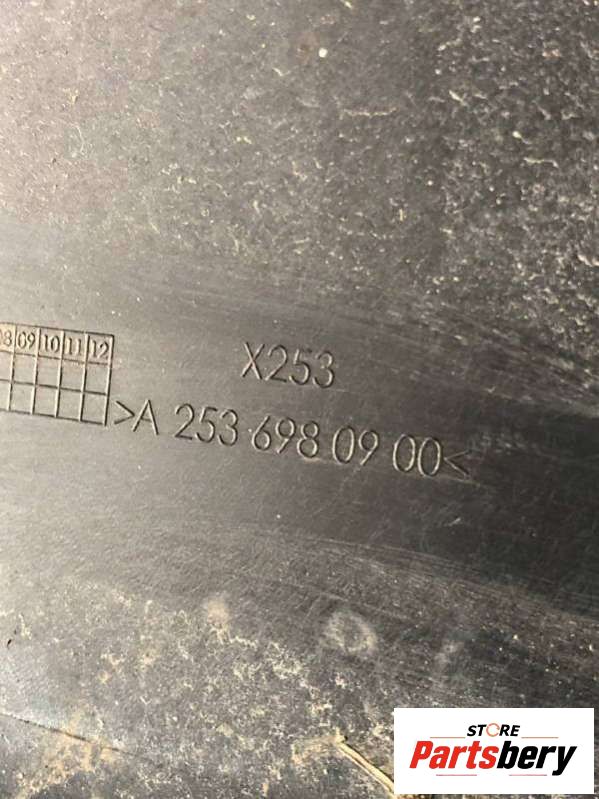 X253
08 09 10 11 12
>A 253 698 09 00<
STORE
Partsbery